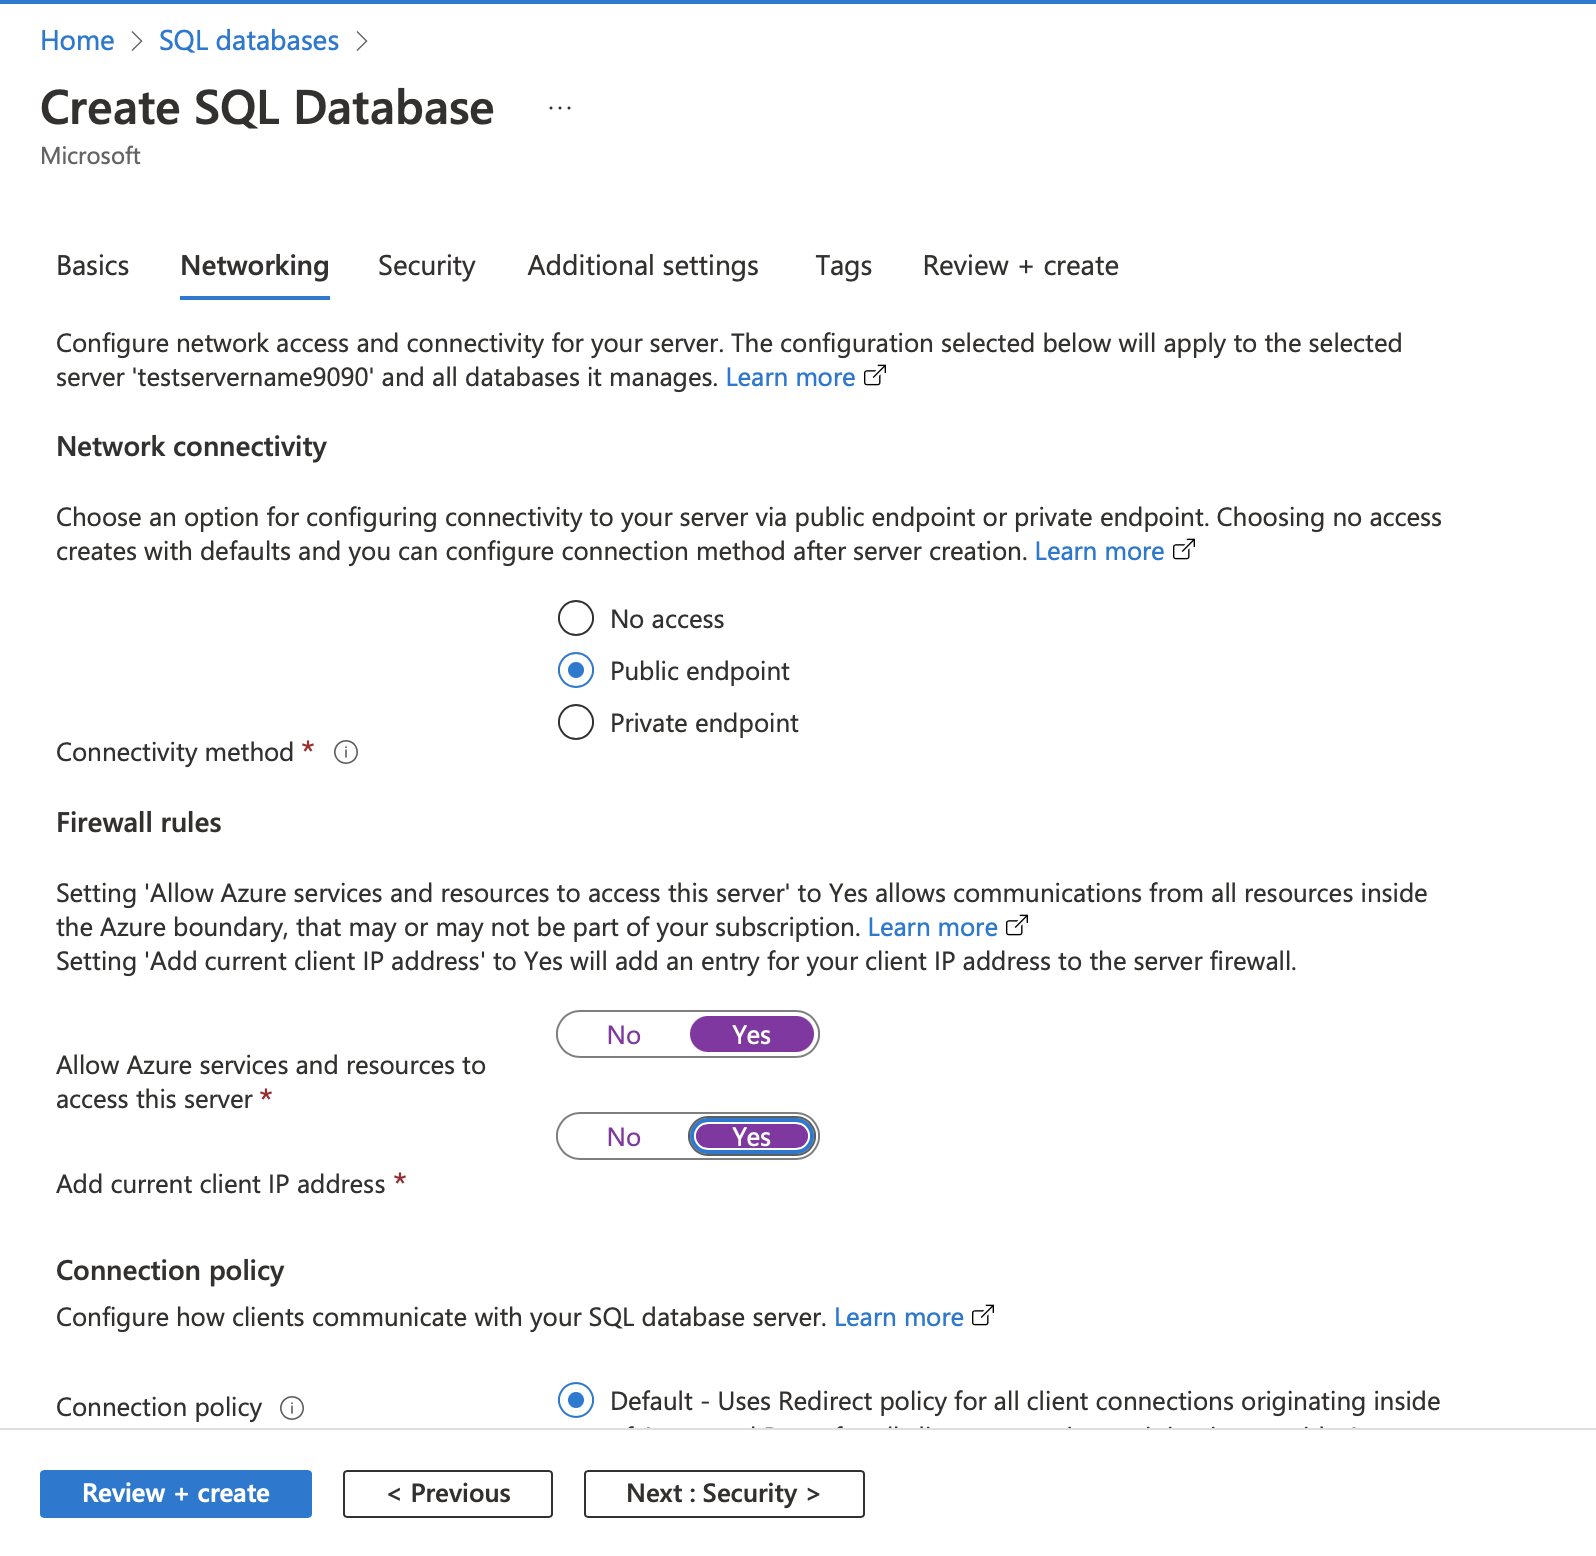 Home > SQL databases >
Create SQL Database ...
Microsoft
Basics Networking Security Additional settings Tags Review + create
Configure network access and connectivity for your server. The configuration selected below will apply to the selected
server 'testservername9090' and all databases it manages. Learn more
Network connectivity
Choose an option for configuring connectivity to your server via public endpoint or private endpoint. Choosing no access
creates with defaults and you can configure connection method after server creation. Learn more
No access
Public endpoint
Private endpoint
Connectivity method *
Firewall rules
Setting 'Allow Azure services and resources to access this server' to Yes allows communications from all resources inside
the Azure boundary, that may or may not be part of your subscription. Learn more
Setting 'Add current client IP address' to Yes will add an entry for your client IP address to the server firewall.
No Yes
Allow Azure services and resources to
access this server *
No Yes
Add current client IP address *
Connection policy
Configure how clients communicate with your SQL database server. Learn more
Connection policy
Default - Uses Redirect policy for all client connections originating inside
Review + create < Previous Next : Security >